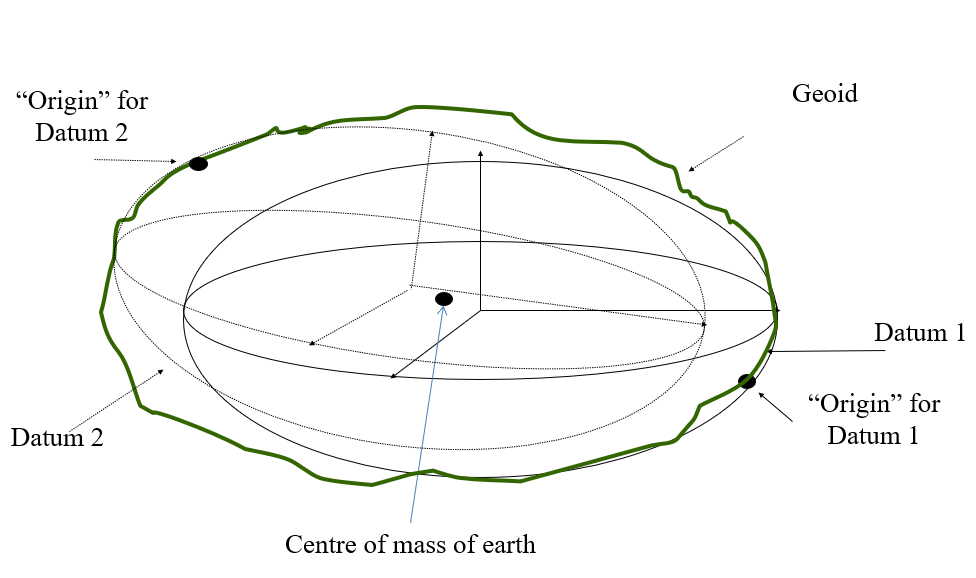 “Origin” for
Datum 2
Geoid
Datum 1
“Origin” for
Datum 1
Datum 2
Centre of mass of earth